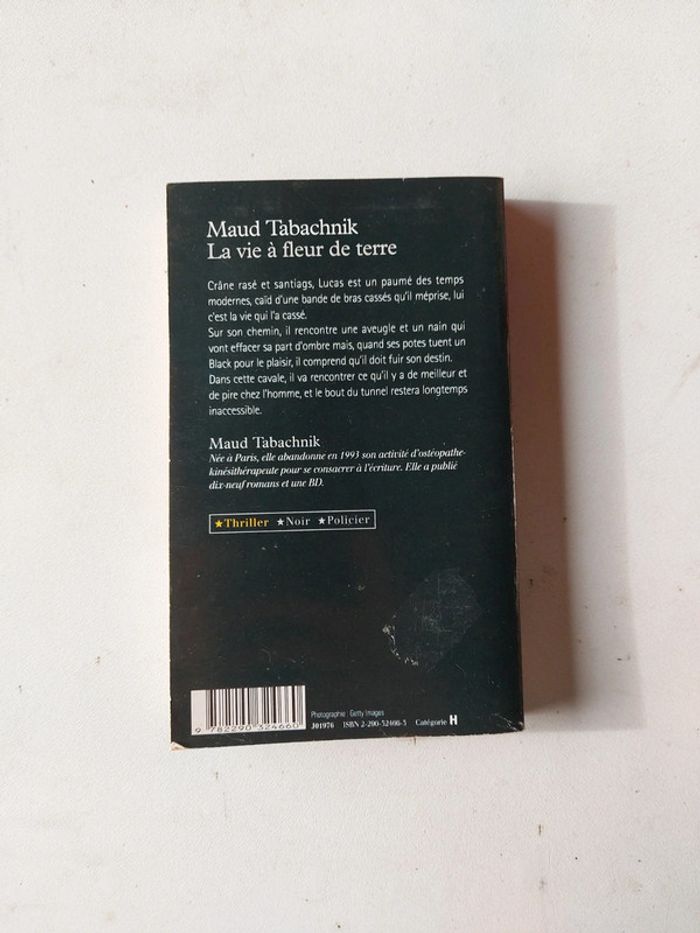 Maud Tabachnik
La vie à fleur de terre
Crâne rasé et santiags, Lucas est un paumé des temps
modernes, caïd d'une bande de bras cassés qu'il méprise, lui
c'est la vie qui l'a cassé.
Sur son chemin, il rencontre une aveugle et un nain qui
vont effacer sa part d'ombre mais, quand ses potes tuent un
Black pour le plaisir, il comprend qu'il doit fuir son destin.
Dans cette cavale, il va rencontrer ce qu'il y a de meilleur et
de pire chez l'homme, et le bout du tunnel restera longtemps
inaccessible.
Maud Tabachnik
Née à Paris, elle abandonne en 1993 son activité d'ostéopathe-
kinésithérapeute pour se consacrer à l'écriture. Elle a publié
dix-neuf romans et une BD.
★Thriller ★Noir ★Policier
Photographie : Getty Images
J01976 ISBN 2-290-32466-5 Catégorie H
9 782290 324660